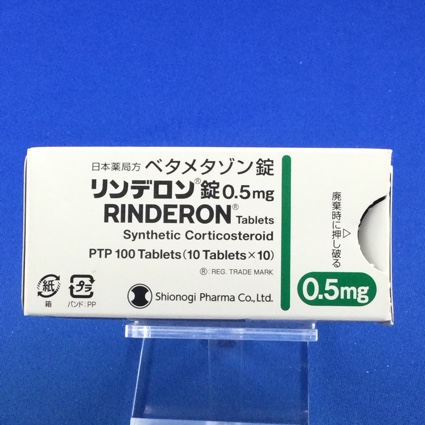 日本薬局方 ベタメタゾン錠
リンデロン®錠0.5mg
RINDERON® Tablets
Synthetic Corticosteroid
PTP 100 Tablets(10 Tablets×10)
® REG. TRADE MARK
Shionogi Pharma Co., Ltd.
紙
箱
プラ
バンド:PP
廃棄時に押し破る
0.5mg